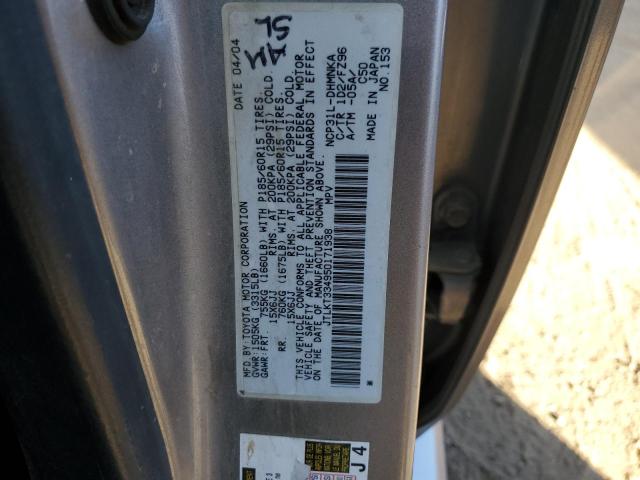 MFD.BY:TOYOTA MOTOR CORPORATION DATE 04/04
GVWR:1505KG (3315LB)
GAWR:FRT. 755KG (1660LB) WITH P185/60R15 TIRES.
15X6JJ RIMS. AT 200KPA (29PSI) COLD.
RR. 760KG (1675LB) WITH P185/60R15 TIRES.
15X6JJ RIMS. AT 200KPA (29PSI) COLD.
THIS VEHICLE CONFORMS TO ALL APPLICABLE FEDERAL MOTOR
VEHICLE SAFETY AND THEFT PREVENTION STANDARDS IN EFFECT
ON THE DATE OF MANUFACTURE SHOWN ABOVE.
JTLKT334950171938 MPV
NCP31L-DHMNKA
C/TR 1D2/FZ96
A/TM -05A/
C50
MADE IN JAPAN
NO.153
J4